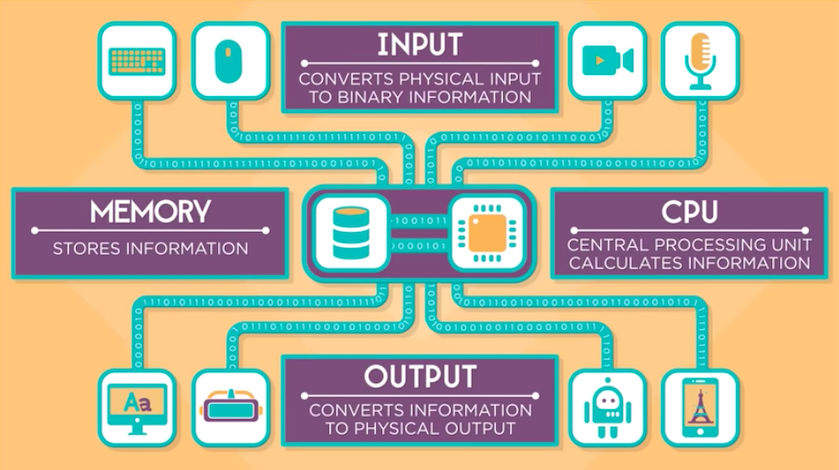 INPUT
CONVERTS PHYSICAL INPUT
TO BINARY INFORMATION
MEMORY
STORES INFORMATION
CPU
CENTRAL PROCESSING UNIT
CALCULATES INFORMATION
Aa
OUTPUT
CONVERTS INFORMATION
TO PHYSICAL OUTPUT